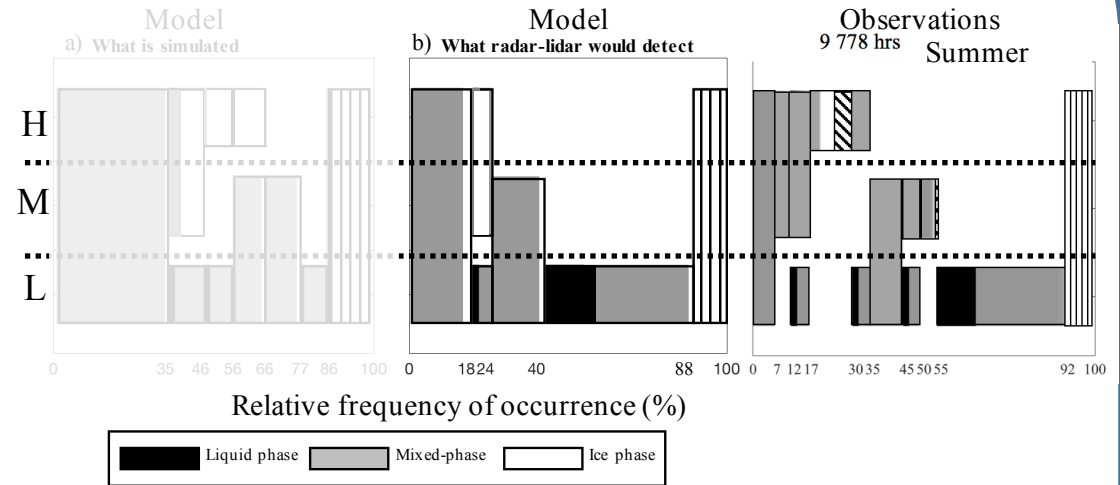 Model
a) What is simulated
Model
b) What radar-lidar would detect
Observations
9 778 hrs
Summer
H
M
L
0 35 46 56 66 77 86 100
0 18 24 40 88 100
0 7 12 17 30 35 45 50 55 92 100
Relative frequency of occurrence (%)
Liquid phase Mixed-phase Ice phase